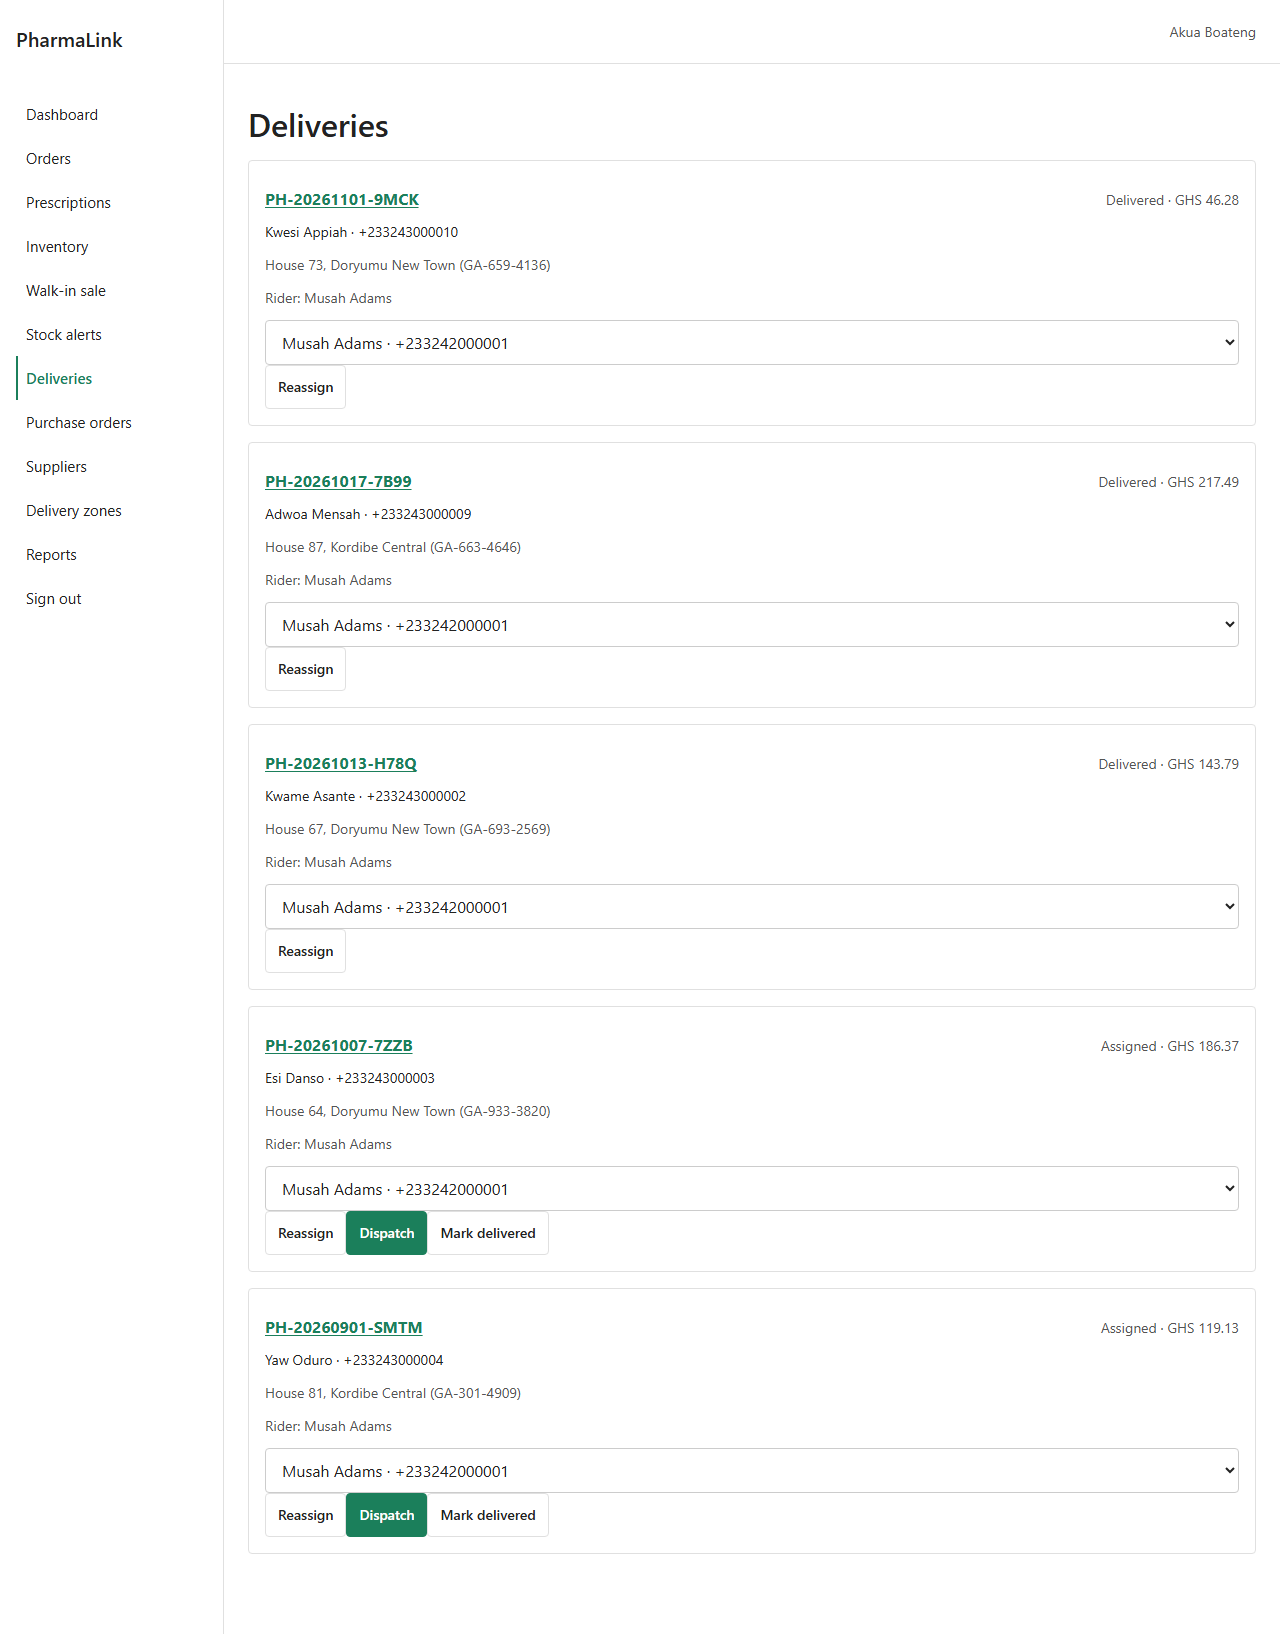 PharmaLink
Akua Boateng
Dashboard
Orders
Prescriptions
Inventory
Walk-in sale
Stock alerts
Deliveries
Purchase orders
Suppliers
Delivery zones
Reports
Sign out
Deliveries
PH-20261101-9MCK
Delivered · GHS 46.28
Kwesi Appiah · +233243000010
House 73, Doryumu New Town (GA-659-4136)
Rider: Musah Adams
Musah Adams · +233242000001
Reassign
PH-20261017-7B99
Delivered · GHS 217.49
Adwoa Mensah · +233243000009
House 87, Kordibe Central (GA-663-4646)
Rider: Musah Adams
Musah Adams · +233242000001
Reassign
PH-20261013-H78Q
Delivered · GHS 143.79
Kwame Asante · +233243000002
House 67, Doryumu New Town (GA-693-2569)
Rider: Musah Adams
Musah Adams · +233242000001
Reassign
PH-20261007-7ZZB
Assigned · GHS 186.37
Esi Danso · +233243000003
House 64, Doryumu New Town (GA-933-3820)
Rider: Musah Adams
Musah Adams · +233242000001
Reassign Dispatch Mark delivered
PH-20260901-SMTM
Assigned · GHS 119.13
Yaw Oduro · +233243000004
House 81, Kordibe Central (GA-301-4909)
Rider: Musah Adams
Musah Adams · +233242000001
Reassign Dispatch Mark delivered